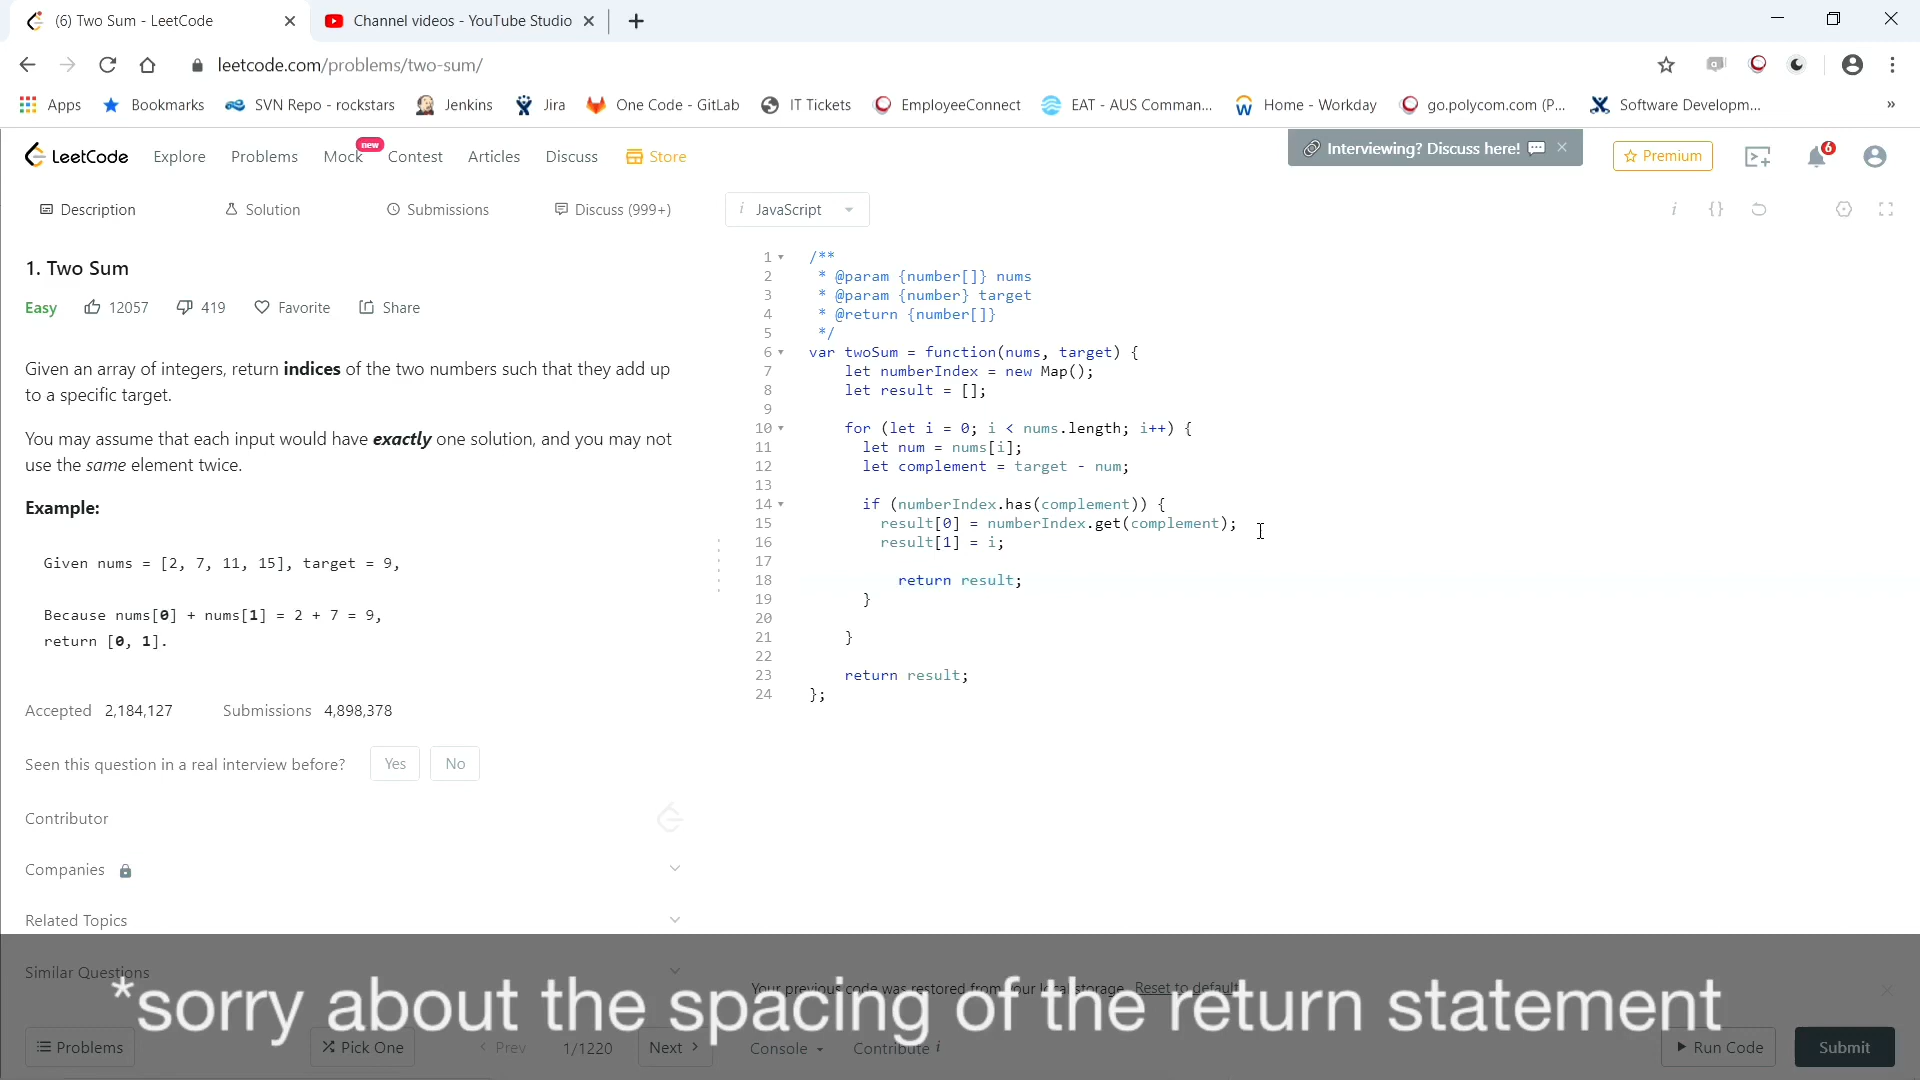 (6) Two Sum - LeetCode
Channel videos - YouTube Studio
leetcode.com/problems/two-sum/
Apps Bookmarks SVN Repo - rockstars Jenkins Jira One Code - GitLab IT Tickets EmployeeConnect EAT - AUS Comman... Home - Workday go.polycom.com (P... Software Developm... »
LeetCode Explore Problems Mock new Contest Articles Discuss Store
Interviewing? Discuss here!
Premium
6
Description Solution Submissions Discuss (999+)
i JavaScript
i {}
1. Two Sum
Easy 12057 419 Favorite Share
Given an array of integers, return indices of the two numbers such that they add up
to a specific target.
You may assume that each input would have exactly one solution, and you may not
use the same element twice.
Example:
Given nums = [2, 7, 11, 15], target = 9,
Because nums[0] + nums[1] = 2 + 7 = 9,
return [0, 1].
Accepted 2,184,127 Submissions 4,898,378
Seen this question in a real interview before? Yes No
Contributor
Companies
Related Topics
Similar Questions
1 /**
2 * @param {number[]} nums
3 * @param {number} target
4 * @return {number[]}
5 */
6 var twoSum = function(nums, target) {
7 let numberIndex = new Map();
8 let result = [];
9
10 for (let i = 0; i < nums.length; i++) {
11 let num = nums[i];
12 let complement = target - num;
13
14 if (numberIndex.has(complement)) {
15 result[0] = numberIndex.get(complement);
16 result[1] = i;
17
18 return result;
19 }
20
21 }
22
23 return result;
24 };
Your previous code was restored from your local storage. Reset to default
*sorry about the spacing of the return statement
Problems Pick One < Prev 1/1220 Next > Console Contribute i Run Code Submit